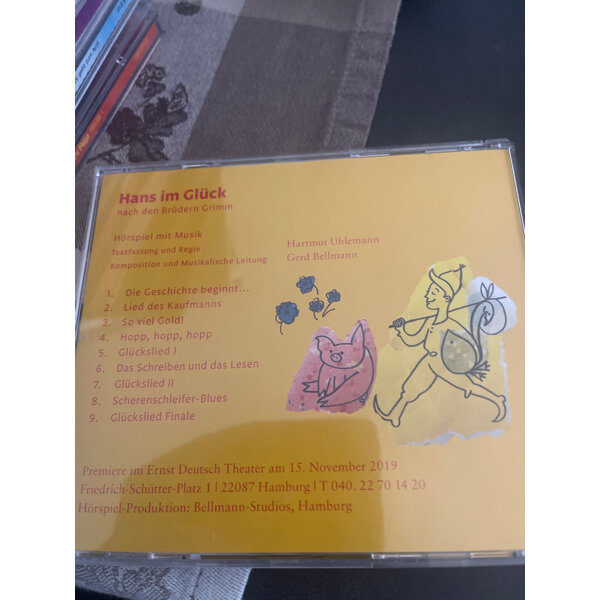 Hans im Glück
nach den Brüdern Grimm
Hörspiel mit Musik
Textfassung und Regie Hartmut Uhlemann
Komposition und Musikalische Leitung Gerd Bellmann
1. Die Geschichte beginnt...
2. Lied des Kaufmanns
3. So viel Gold!
4. Hopp, hopp, hopp
5. Glückslied I
6. Das Schreiben und das Lesen
7. Glückslied II
8. Scherenschleifer-Blues
9. Glückslied Finale
Premiere im Ernst Deutsch Theater am 15. November 2019
Friedrich-Schütter-Platz 1 | 22087 Hamburg | T 040. 22 70 14 20
Hörspiel-Produktion: Bellmann-Studios, Hamburg